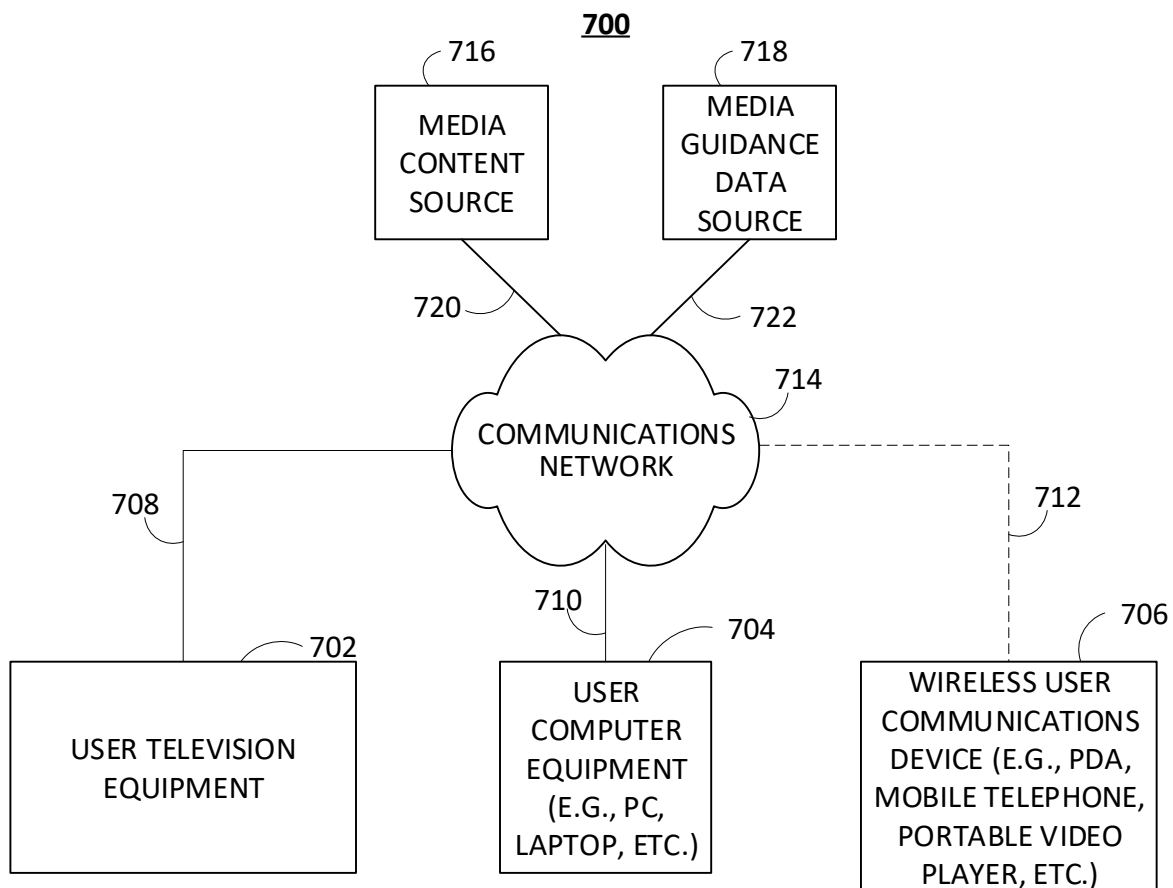 700
716
718
MEDIA
CONTENT
SOURCE
MEDIA
GUIDANCE
DATA
SOURCE
720
722
714
COMMUNICATIONS
NETWORK
708
712
710
702
704
706
USER TELEVISION
EQUIPMENT
USER
COMPUTER
EQUIPMENT
(E.G., PC,
LAPTOP, ETC.)
WIRELESS USER
COMMUNICATIONS
DEVICE (E.G., PDA,
MOBILE TELEPHONE,
PORTABLE VIDEO
PLAYER, ETC.)